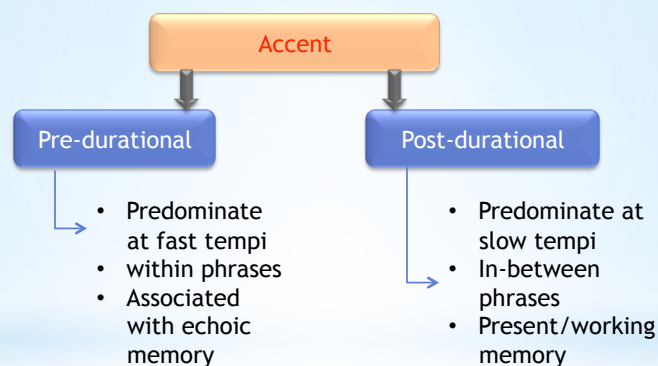 Accent
Pre-durational
• Predominate
at fast tempi
• within phrases
• Associated
with echoic
memory
Post-durational
• Predominate at
slow tempi
• In-between
phrases
• Present/working
memory